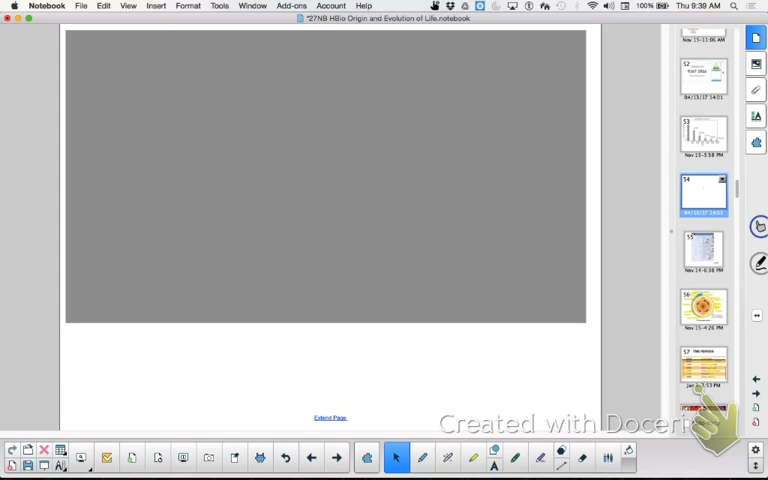 Notebook File Edit View Insert Format Tools Window Add-ons Account Help 100% Thu 9:39 AM
*27NB HBio Origin and Evolution of Life.notebook
Nov 15-11:06 AM
52
04/13/17 14:01
53
Nov 15-5:58 PM
54
04/13/17 14:03
55
Nov 14-6:38 PM
56
Nov 15-4:26 PM
57
Extend Page
Created with Doceri